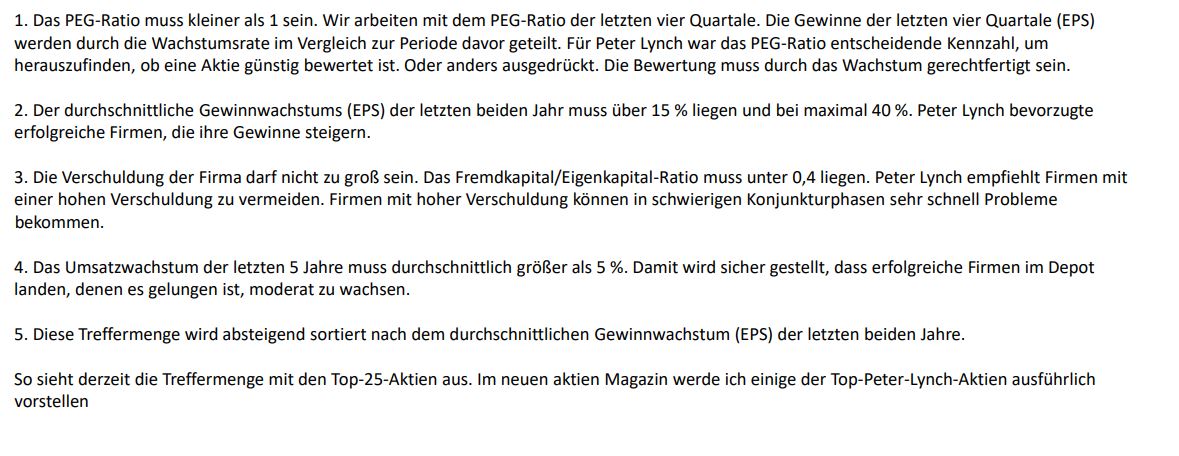 1. Das PEG-Ratio muss kleiner als 1 sein. Wir arbeiten mit dem PEG-Ratio der letzten vier Quartale. Die Gewinne der letzten vier Quartale (EPS)
werden durch die Wachstumsrate im Vergleich zur Periode davor geteilt. Für Peter Lynch war das PEG-Ratio entscheidende Kennzahl, um
herauszufinden, ob eine Aktie günstig bewertet ist. Oder anders ausgedrückt. Die Bewertung muss durch das Wachstum gerechtfertigt sein.
2. Der durchschnittliche Gewinnwachstums (EPS) der letzten beiden Jahr muss über 15 % liegen und bei maximal 40 %. Peter Lynch bevorzugte
erfolgreiche Firmen, die ihre Gewinne steigern.
3. Die Verschuldung der Firma darf nicht zu groß sein. Das Fremdkapital/Eigenkapital-Ratio muss unter 0,4 liegen. Peter Lynch empfiehlt Firmen mit
einer hohen Verschuldung zu vermeiden. Firmen mit hoher Verschuldung können in schwierigen Konjunkturphasen sehr schnell Probleme
bekommen.
4. Das Umsatzwachstum der letzten 5 Jahre muss durchschnittlich größer als 5 %. Damit wird sicher gestellt, dass erfolgreiche Firmen im Depot
landen, denen es gelungen ist, moderat zu wachsen.
5. Diese Treffermenge wird absteigend sortiert nach dem durchschnittlichen Gewinnwachstum (EPS) der letzten beiden Jahre.
So sieht derzeit die Treffermenge mit den Top-25-Aktien aus. Im neuen aktien Magazin werde ich einige der Top-Peter-Lynch-Aktien ausführlich
vorstellen